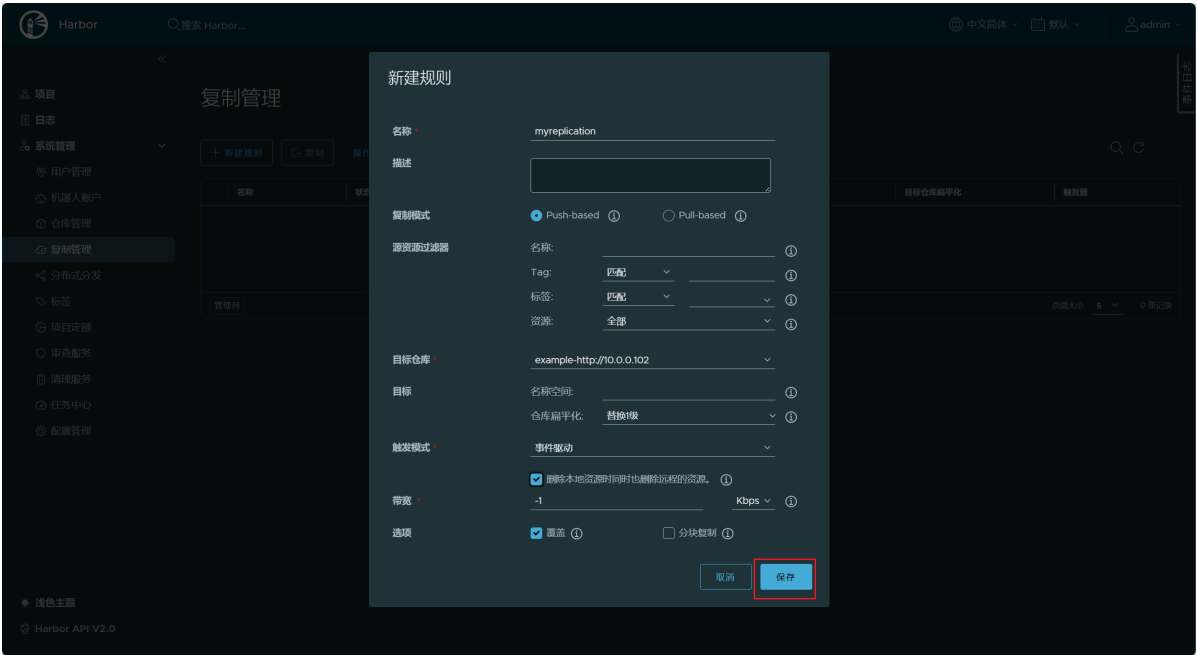 Harbor
搜索 Harbor...
中文简体
默认
admin
事件日志
项目
日志
系统管理
用户管理
机器人账户
仓库管理
复制管理
分布式分发
标签
项目定额
审查服务
清理服务
任务中心
配置管理
浅色主题
Harbor API V2.0
复制管理
+ 新建规则
复制
操作
名称
状态
目标仓库扁平化
触发器
管理列
页面大小 5
0 条记录
新建规则
名称 *
myreplication
描述
复制模式
Push-based
Pull-based
源资源过滤器
名称:
Tag: 匹配
标签: 匹配
资源: 全部
目标仓库 *
example-http://10.0.0.102
目标
名称空间:
仓库扁平化: 替换1级
触发模式 *
事件驱动
删除本地资源时同时也删除远程的资源。
带宽 *
-1
Kbps
选项
覆盖
分块复制
取消
保存